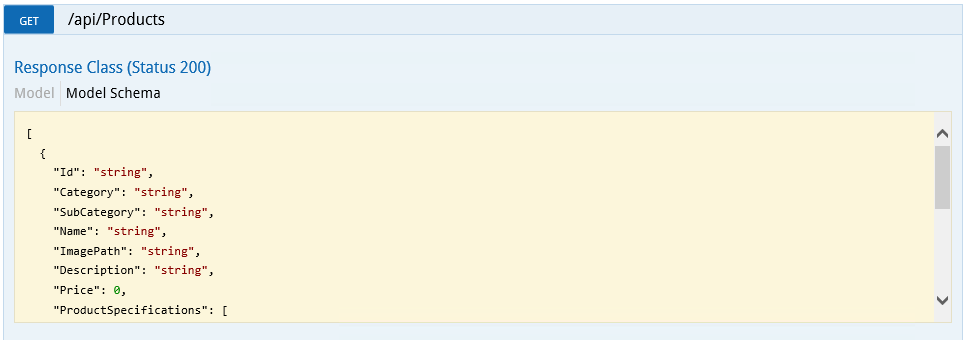 GET /api/Products
Response Class (Status 200)
Model Model Schema
[
  {
    "Id": "string",
    "Category": "string",
    "SubCategory": "string",
    "Name": "string",
    "ImagePath": "string",
    "Description": "string",
    "Price": 0,
    "ProductSpecifications": [